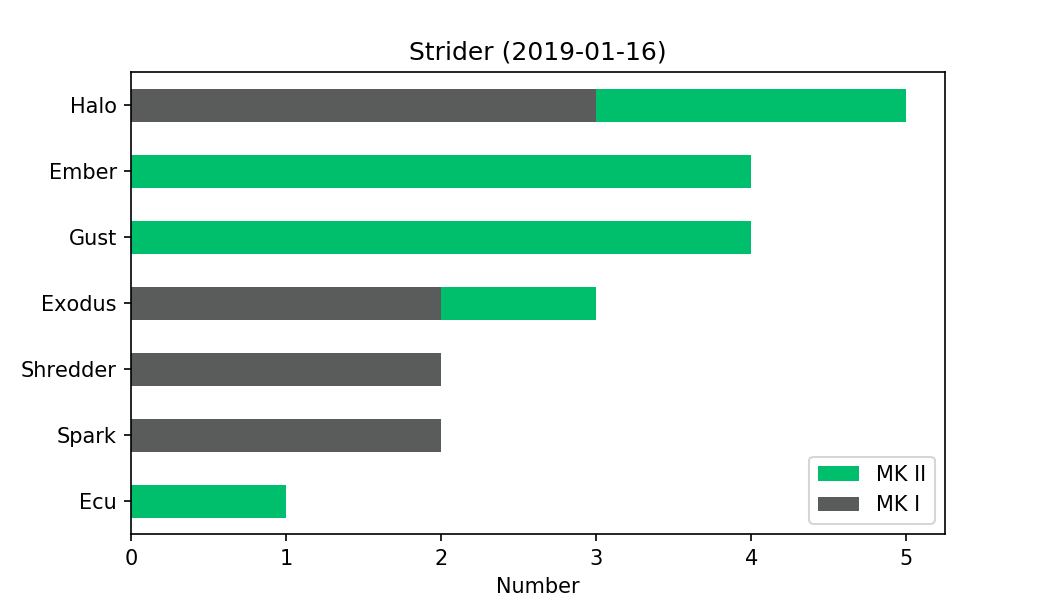 Strider (2019-01-16)
Halo
Ember
Gust
Exodus
Shredder
Spark
Ecu
MK II
MK I
0 1 2 3 4 5
Number